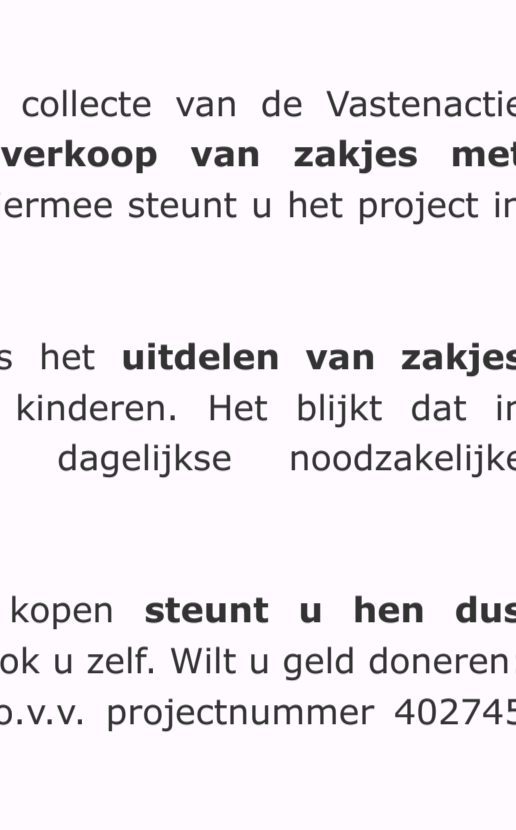 collecte van de Vastenactie
verkoop van zakjes met
iermee steunt u het project in
s het uitdelen van zakjes
kinderen. Het blijkt dat in
dagelijkse noodzakelijke
kopen steunt u hen dus
ok u zelf. Wilt u geld doneren:
o.v.v. projectnummer 402745